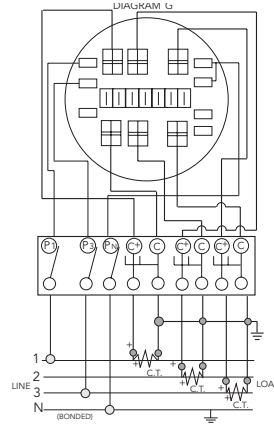 DIAGRAM G
P1 P3 PN C+ C C+ C C+ C
+
1
C.T.
2
LINE
+
C.T.
LOA
3
+
C.T.
N
(BONDED)